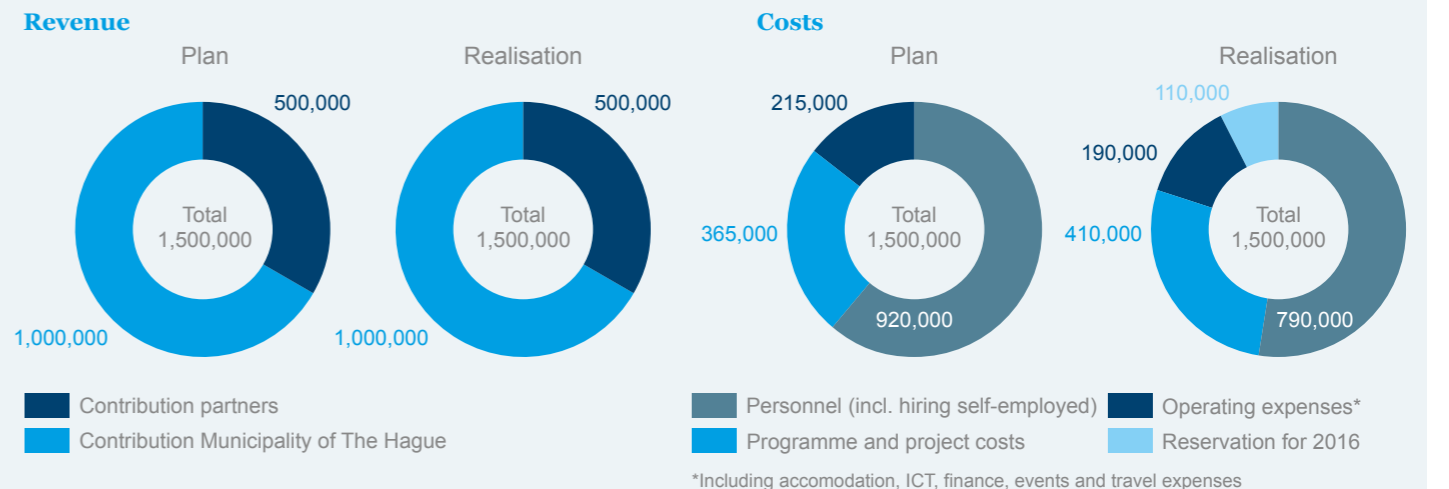 Revenue
Plan
Realisation
500,000
500,000
Total
1,500,000
Total
1,500,000
1,000,000
1,000,000
Contribution partners
Contribution Municipality of The Hague
Costs
Plan
Realisation
215,000
110,000
190,000
365,000
410,000
Total
1,500,000
Total
1,500,000
920,000
790,000
Personnel (incl. hiring self-employed)
Operating expenses*
Programme and project costs
Reservation for 2016
*Including accomodation, ICT, finance, events and travel expenses